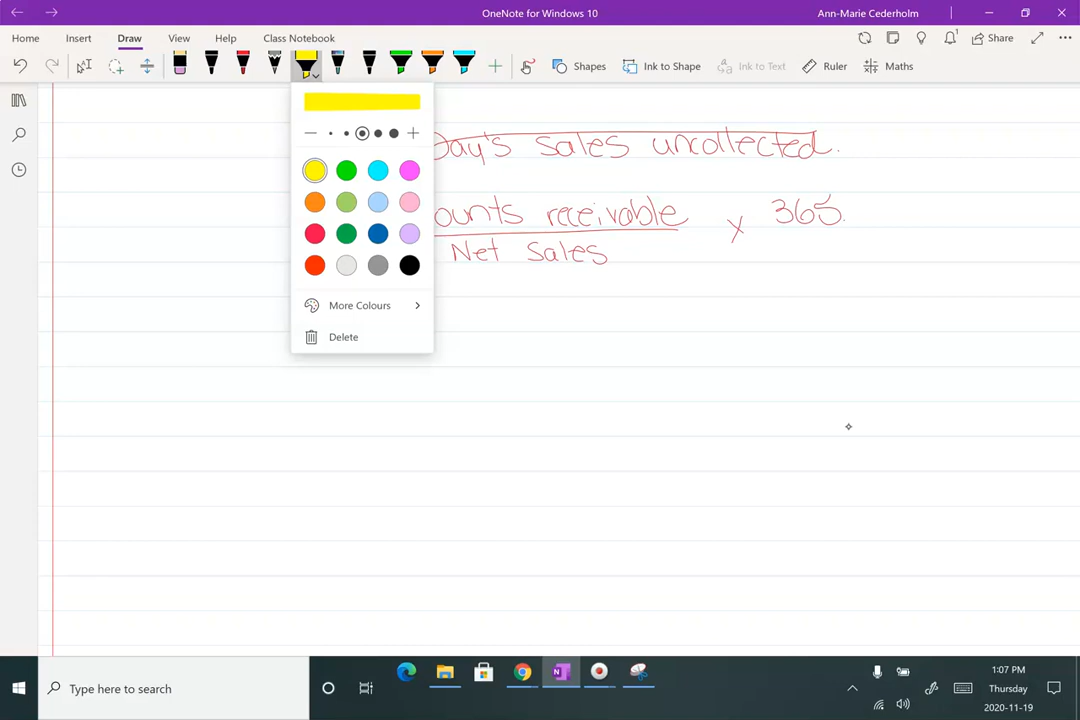 OneNote for Windows 10
Ann-Marie Cederholm
Home Insert Draw View Help Class Notebook
Share
Shapes Ink to Shape Ink to Text Ruler Maths
Day's sales uncollected.
ounts receivable x 365.
Net Sales
More Colours
Delete
Type here to search
1:07 PM
Thursday
2020-11-19